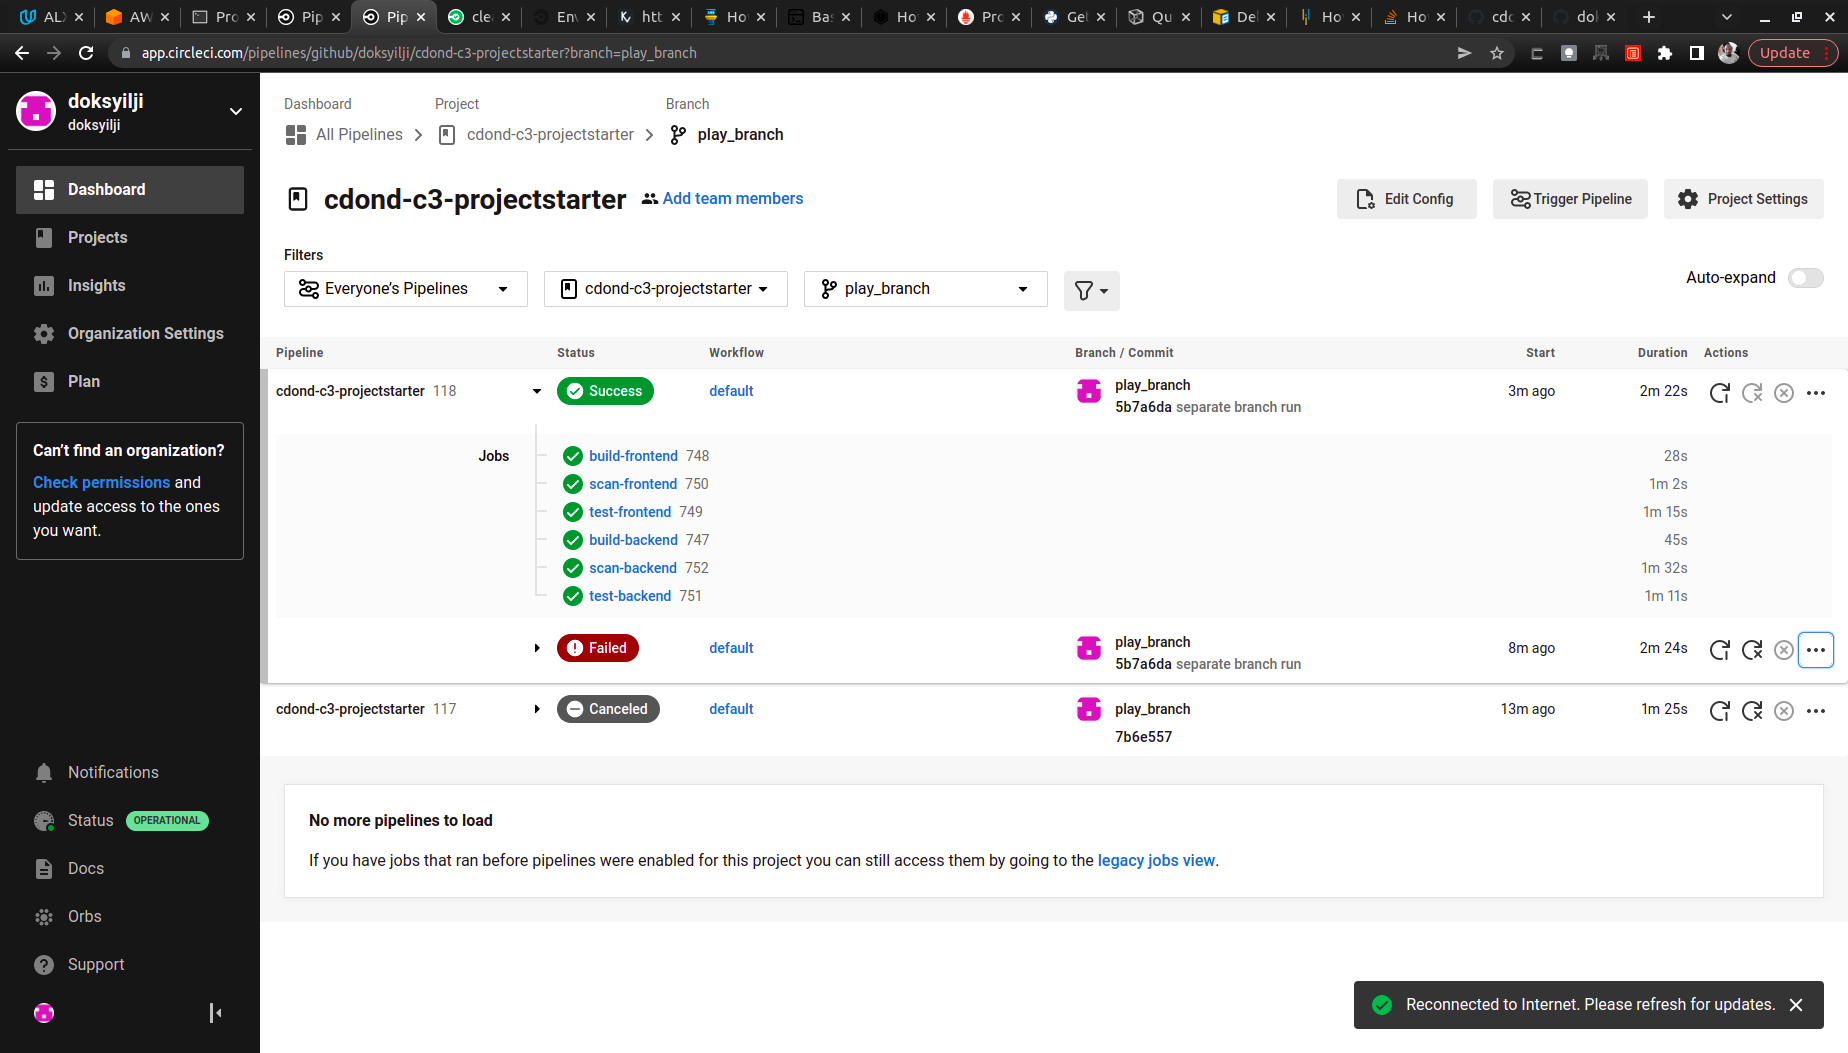 AL
AW
Pro
Pip
Pip
cle
Env
htt
Ho
Bas
Ho
Pro
Get
Qu
Del
Ho
Ho
cdo
dok
app.circleci.com/pipelines/github/doksyilji/cdond-c3-projectstarter?branch=play_branch
Update
doksyilji
doksyilji
Dashboard
Projects
Insights
Organization Settings
Plan
Can't find an organization?
Check permissions and
update access to the ones
you want.
Notifications
Status OPERATIONAL
Docs
Orbs
Support
Dashboard Project Branch
All Pipelines cdond-c3-projectstarter play_branch
cdond-c3-projectstarter Add team members
Edit Config Trigger Pipeline Project Settings
Filters
Everyone's Pipelines cdond-c3-projectstarter play_branch
Auto-expand
Pipeline Status Workflow Branch / Commit Start Duration Actions
cdond-c3-projectstarter 118 Success default play_branch 3m ago 2m 22s
5b7a6da separate branch run
Jobs build-frontend 748 28s
scan-frontend 750 1m 2s
test-frontend 749 1m 15s
build-backend 747 45s
scan-backend 752 1m 32s
test-backend 751 1m 11s
Failed default play_branch 8m ago 2m 24s
5b7a6da separate branch run
cdond-c3-projectstarter 117 Canceled default play_branch 13m ago 1m 25s
7b6e557
No more pipelines to load
If you have jobs that ran before pipelines were enabled for this project you can still access them by going to the legacy jobs view.
Reconnected to Internet. Please refresh for updates.